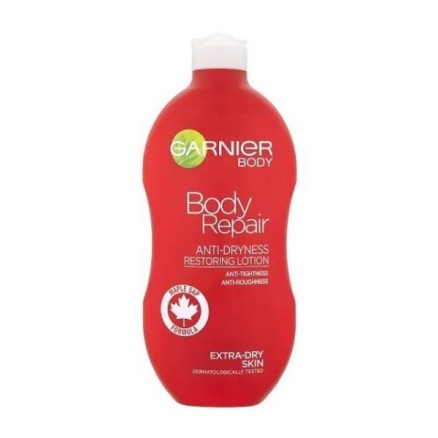 GARNIER
BODY
Body
Repair
ANTI-DRYNESS
RESTORING LOTION
ANTI-TIGHTNESS
ANTI-ROUGHNESS
MAPLE SAP
FORMULA
EXTRA-DRY
SKIN
DERMATOLOGICALLY TESTED